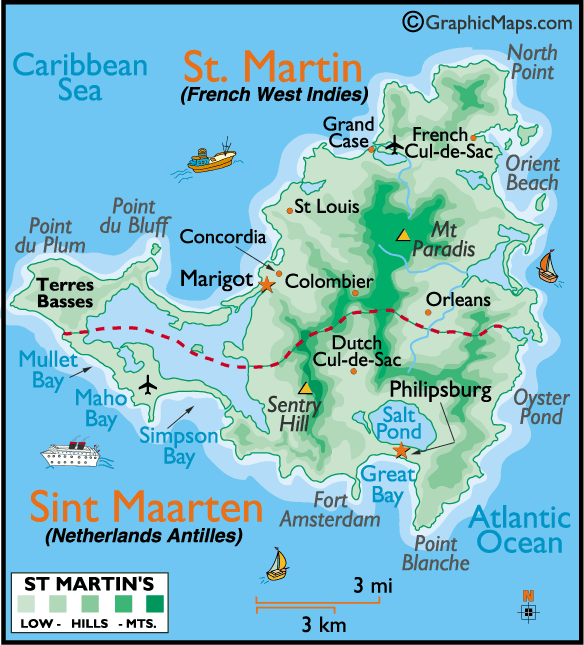 ©GraphicMaps.com
Caribbean
Sea
St. Martin
(French West Indies)
North
Point
Grand
Case
French
Cul-de-Sac
Orient
Beach
St Louis
Point
du Bluff
Point
du Plum
Concordia
Mt
Paradis
Marigot
Colombier
Terres
Basses
Orleans
Dutch
Cul-de-Sac
Mullet
Bay
Maho
Bay
Philipsburg
Sentry
Hill
Oyster
Pond
Salt
Pond
Simpson
Bay
Great
Bay
Sint Maarten
(Netherlands Antilles)
Fort
Amsterdam
Atlantic
Ocean
Point
Blanche
ST MARTIN'S
LOW - HILLS - MTS.
3 mi
3 km
N